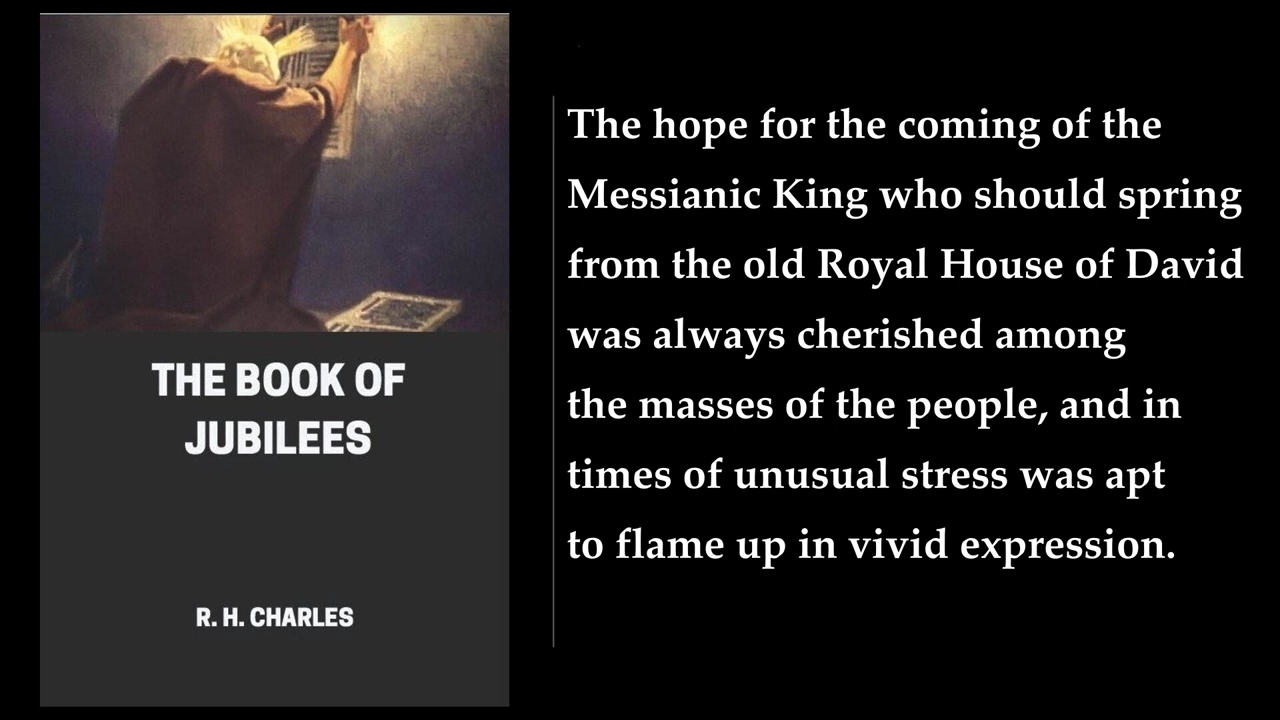 THE BOOK OF
JUBILEES
R. H. CHARLES
The hope for the coming of the
Messianic King who should spring
from the old Royal House of David
was always cherished among
the masses of the people, and in
times of unusual stress was apt
to flame up in vivid expression.